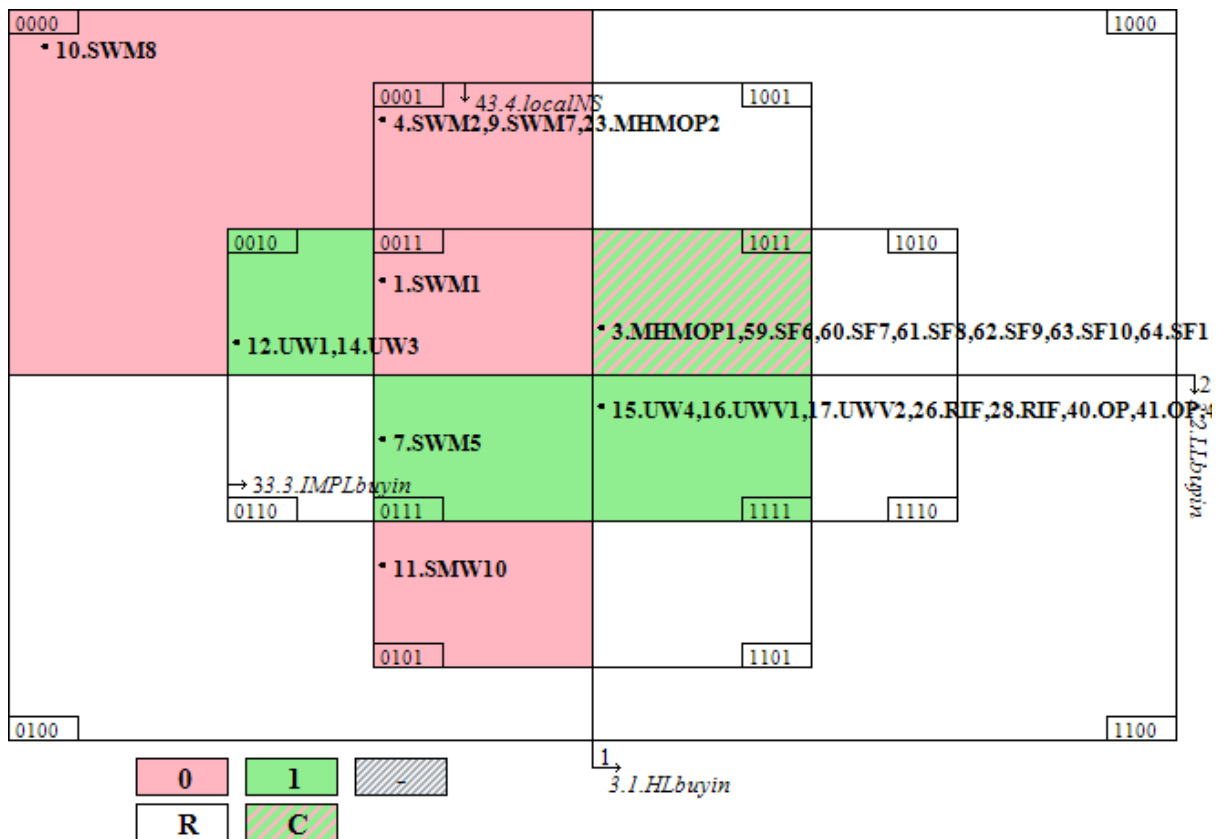 0000
1000
10.SWM8
0001
43.4.localNS
1001
4.SWM2,9.SWM7,23.MHMOP2
0010
0011
1011
1010
1.SWM1
3.MHMOP1,59.SF6,60.SF7,61.SF8,62.SF9,63.SF10,64.SF1
12.UW1,14.UW3
2
15.UW4,16.UWV1,17.UWV2,26.RIF,28.RIF,40.OP,41.OP,4
7.SWM5
33.3.IMPLbuyin
0110
0111
1111
1110
11.SMW10
0101
1101
0100
1100
1
3.1.HLbuyin
0
1
-
R
C